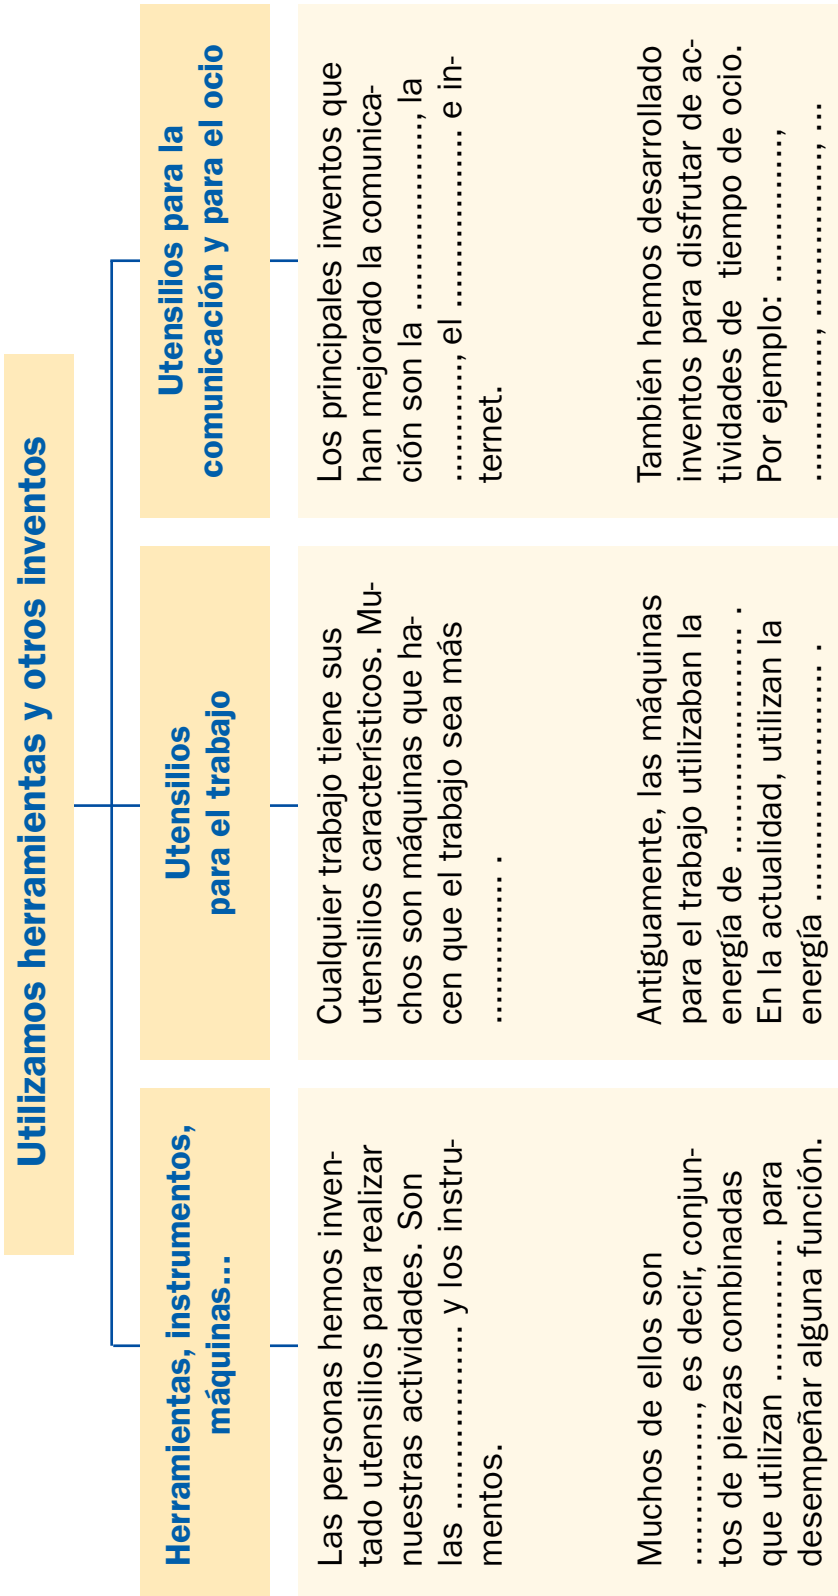 Utilizamos herramientas y otros inventos
Herramientas, instrumentos,
máquinas...
Las personas hemos inven-
tado utensilios para realizar
nuestras actividades. Son
las .................. y los instru-
mentos.
Muchos de ellos son
..............., es decir, conjun-
tos de piezas combinadas
que utilizan ............... para
desempeñar alguna función.
Utensilios
para el trabajo
Cualquier trabajo tiene sus
utensilios característicos. Mu-
chos son máquinas que ha-
cen que el trabajo sea más
................ .
Antiguamente, las máquinas
para el trabajo utilizaban la
energía de ...................... .
En la actualidad, utilizan la
energía ........................ .
Utensilios para la
comunicación y para el ocio
Los principales inventos que
han mejorado la comunica-
ción son la ..................., la
............, el ................... e in-
ternet.
También hemos desarrollado
inventos para disfrutar de ac-
tividades de tiempo de ocio.
Por ejemplo: ...............,
................, ..................., ...